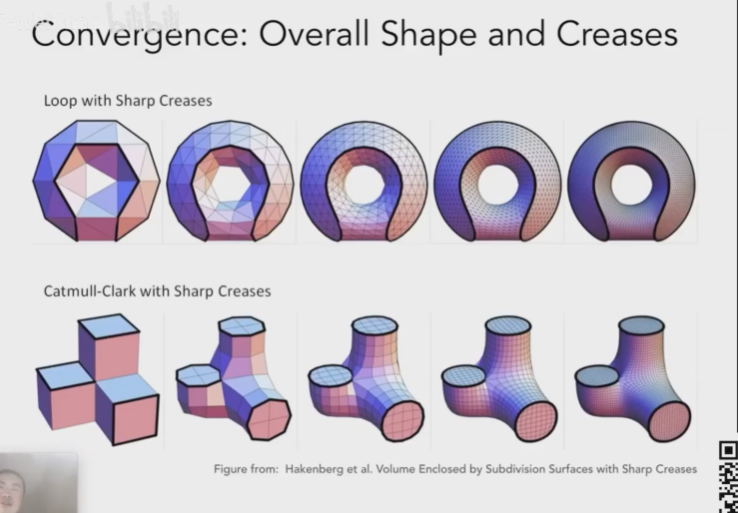 Convergence: Overall Shape and Creases
Loop with Sharp Creases
Catmull-Clark with Sharp Creases
Figure from: Hakenberg et al. Volume Enclosed by Subdivision Surfaces with Sharp Creases